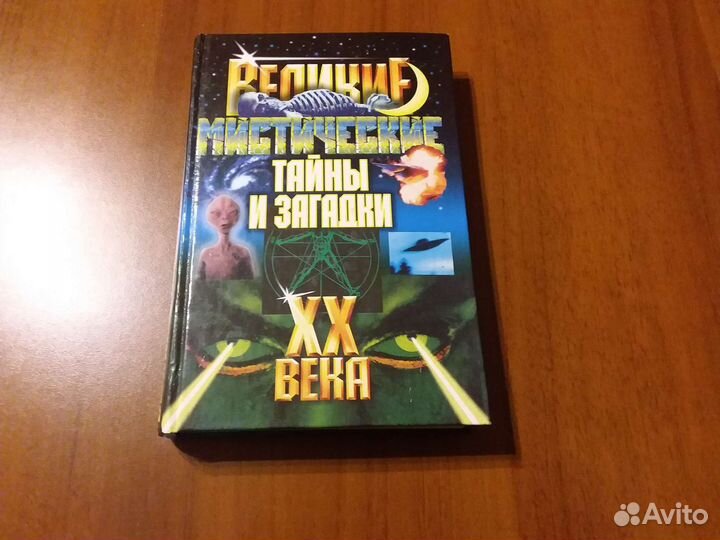 ВЕЛИКИЕ
МИСТИЧЕСКИЕ
ТАЙНЫ
И ЗАГАДКИ
XX
ВЕКА
Avito